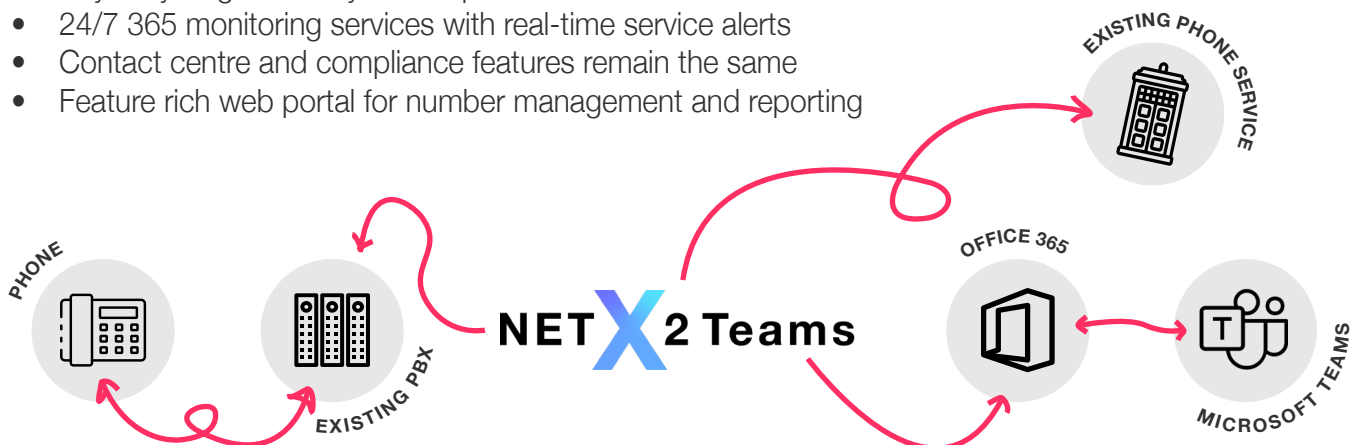 • 24/7 365 monitoring services with real-time service alerts
• Contact centre and compliance features remain the same
• Feature rich web portal for number management and reporting
EXISTING PHONE SERVICE
PHONE
EXISTING PBX
NETX2 Teams
OFFICE 365
T
MICROSOFT TEAMS